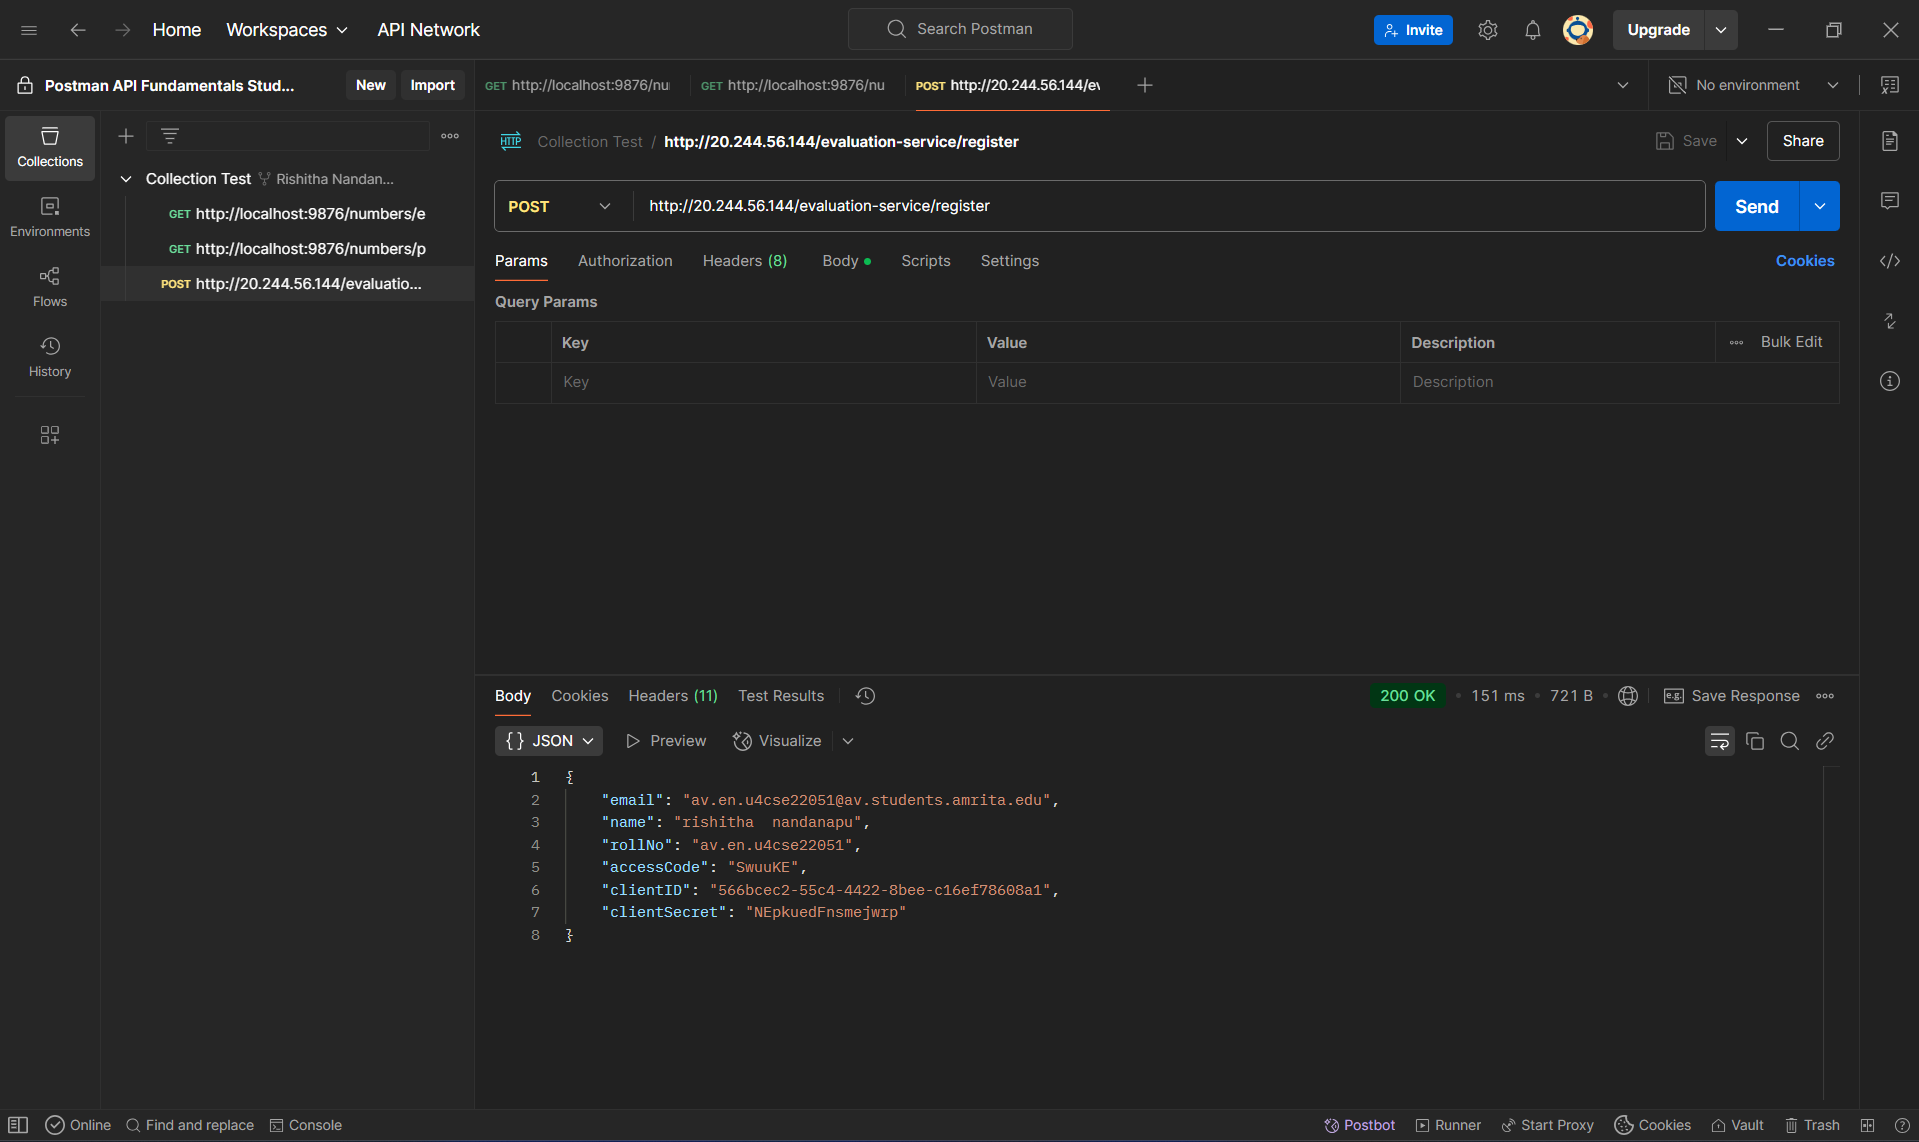 Home Workspaces API Network Search Postman Invite Upgrade
Postman API Fundamentals Stud... New Import GET http://localhost:9876/nu GET http://localhost:9876/nu POST http://20.244.56.144/ev No environment
Collections
Environments
Flows
History
Collection Test Rishitha Nandan...
GET http://localhost:9876/numbers/e
GET http://localhost:9876/numbers/p
POST http://20.244.56.144/evaluatio...
HTTP Collection Test / http://20.244.56.144/evaluation-service/register Save Share
POST http://20.244.56.144/evaluation-service/register Send
Params Authorization Headers (8) Body Scripts Settings Cookies
Query Params
Key Value Description Bulk Edit
Key Value Description
Body Cookies Headers (11) Test Results 200 OK 151 ms 721 B e.g. Save Response
{} JSON Preview Visualize
1 {
2 "email": "av.en.u4cse22051@av.students.amrita.edu",
3 "name": "rishitha  nandanapu",
4 "rollNo": "av.en.u4cse22051",
5 "accessCode": "SwuuKE",
6 "clientID": "566bcec2-55c4-4422-8bee-c16ef78608a1",
7 "clientSecret": "NEpkuedFnsmejwrp"
8 }
Online Find and replace Console Postbot Runner Start Proxy Cookies Vault Trash